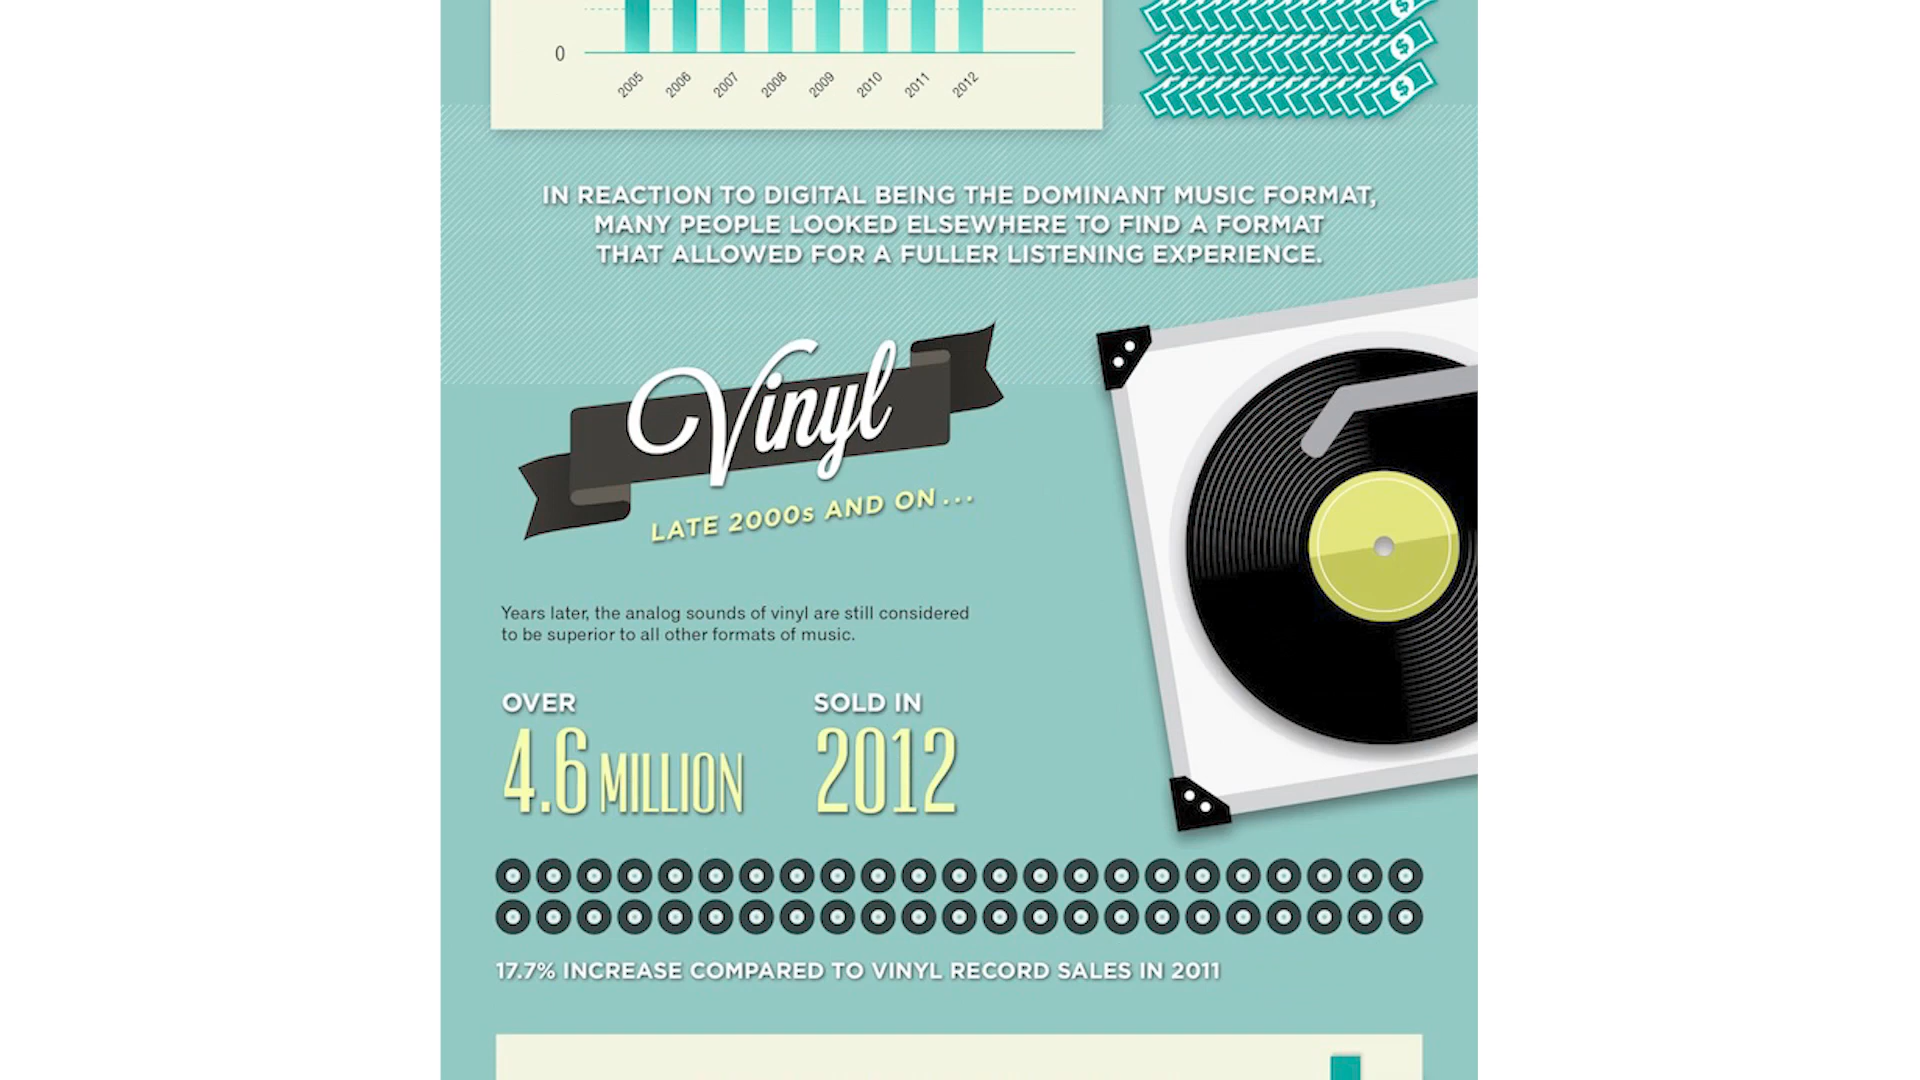 0
2005 2006 2007 2008 2009 2010 2011 2012
$
$
$
IN REACTION TO DIGITAL BEING THE DOMINANT MUSIC FORMAT,
MANY PEOPLE LOOKED ELSEWHERE TO FIND A FORMAT
THAT ALLOWED FOR A FULLER LISTENING EXPERIENCE.
Vinyl
LATE 2000s AND ON...
Years later, the analog sounds of vinyl are still considered
to be superior to all other formats of music.
OVER SOLD IN
4.6 MILLION 2012
17.7% INCREASE COMPARED TO VINYL RECORD SALES IN 2011